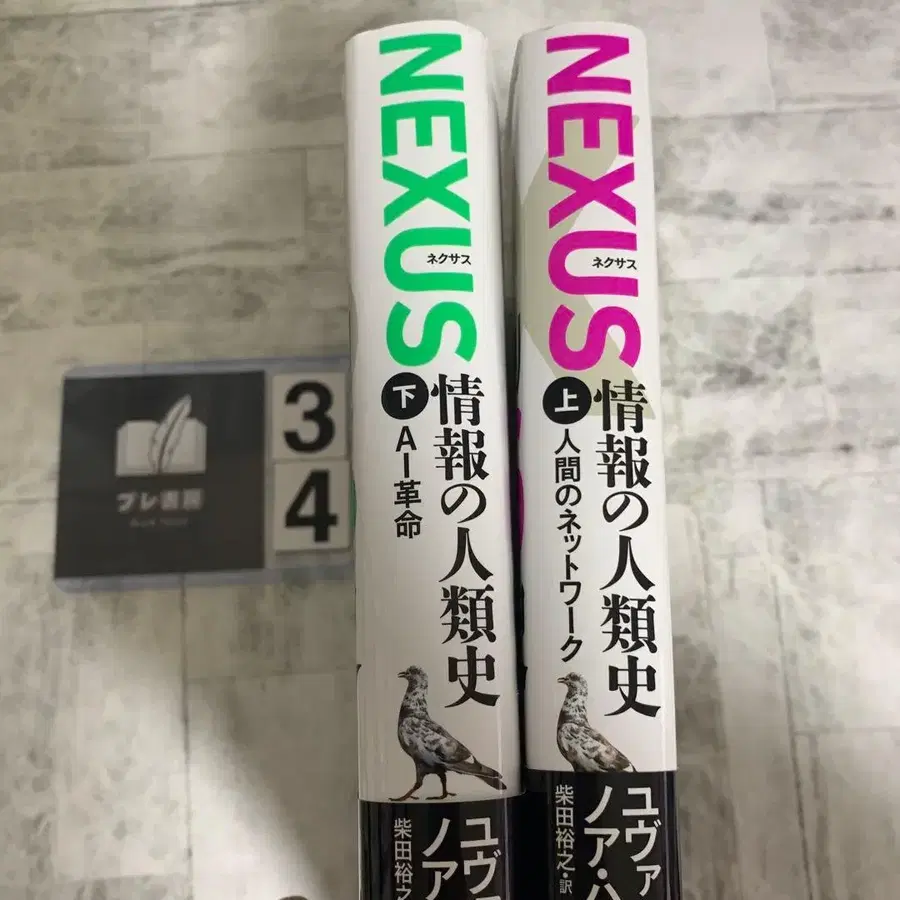 NEXUS
ネクサス
情報の人類史
下
AI革命
ユヴァ
ノア
柴田裕之
NEXUS
ネクサス
情報の人類史
上
人間のネットワーク
ユヴァ
ノア・ハ
柴田裕之・訳
ブレ書房
3
4